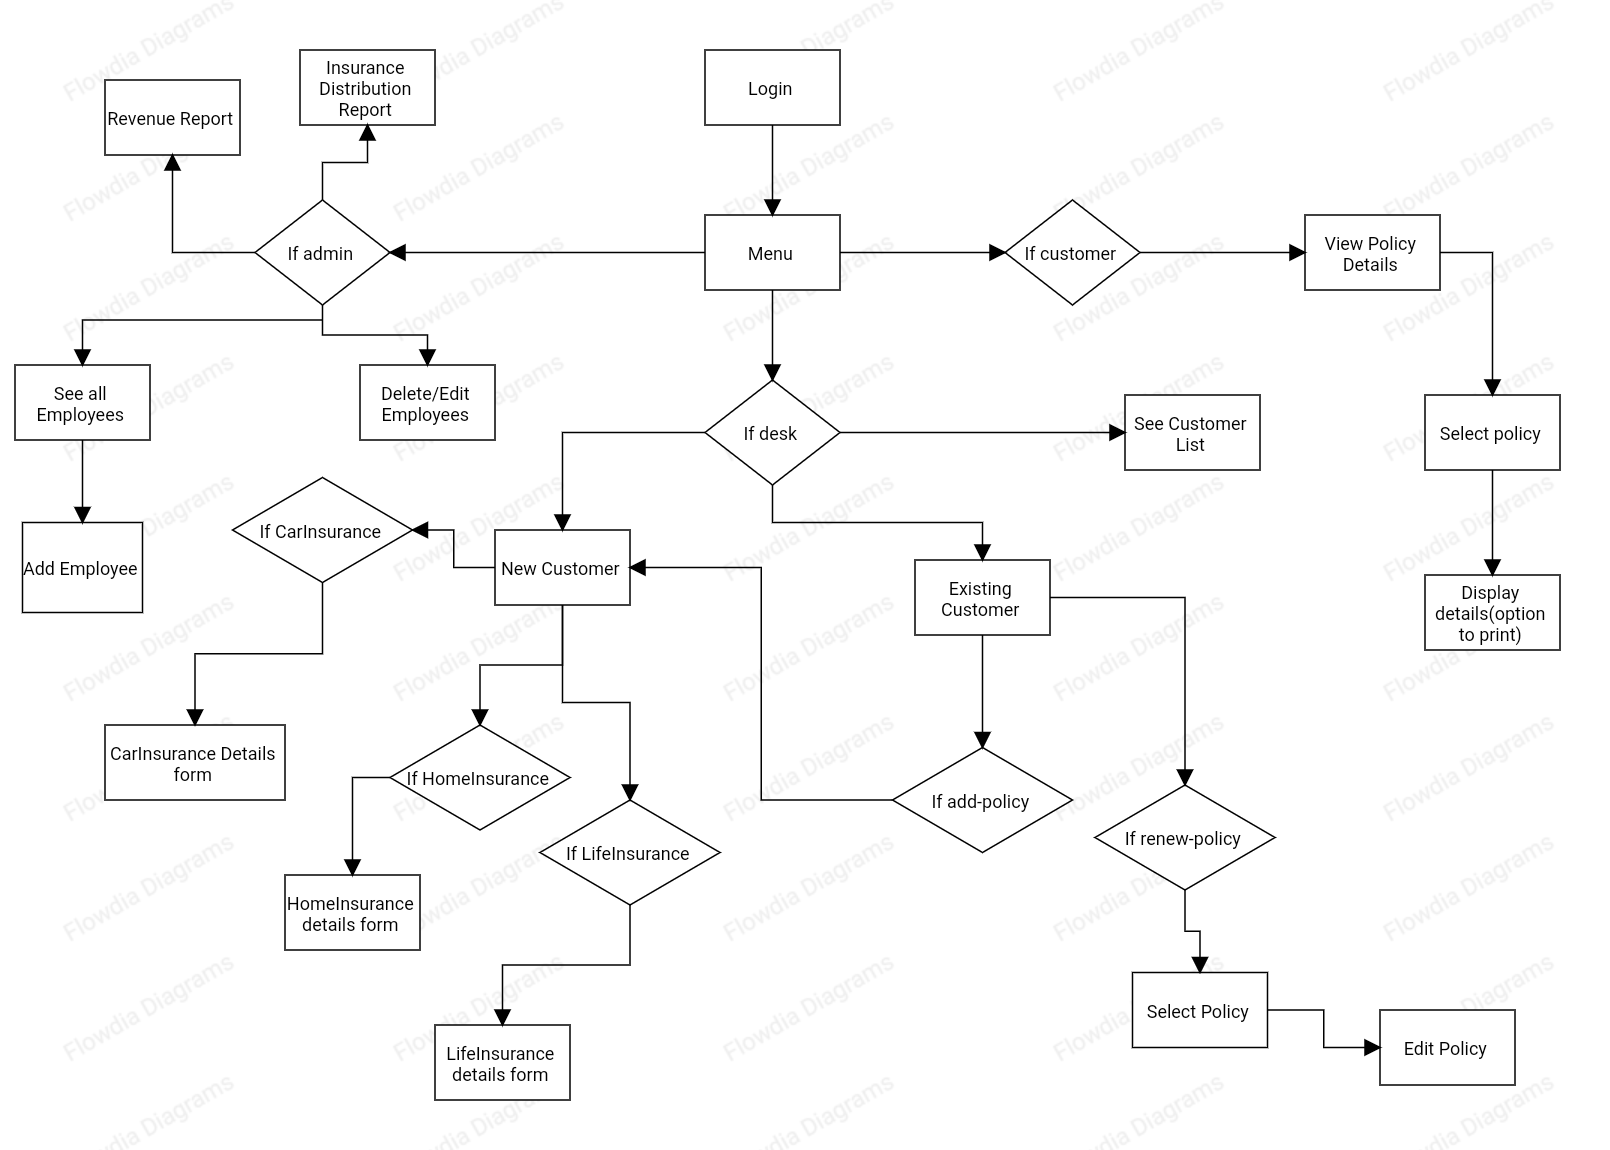 Insurance
Distribution
Report
Login
Revenue Report
If admin
Menu
If customer
View Policy
Details
See all
Employees
Delete/Edit
Employees
If desk
See Customer
List
Select policy
If CarInsurance
Add Employee
New Customer
Existing
Customer
Display
details(option
to print)
CarInsurance Details
form
If HomeInsurance
If add-policy
If renew-policy
If LifeInsurance
HomeInsurance
details form
Select Policy
Edit Policy
LifeInsurance
details form
Flowdia Diagrams